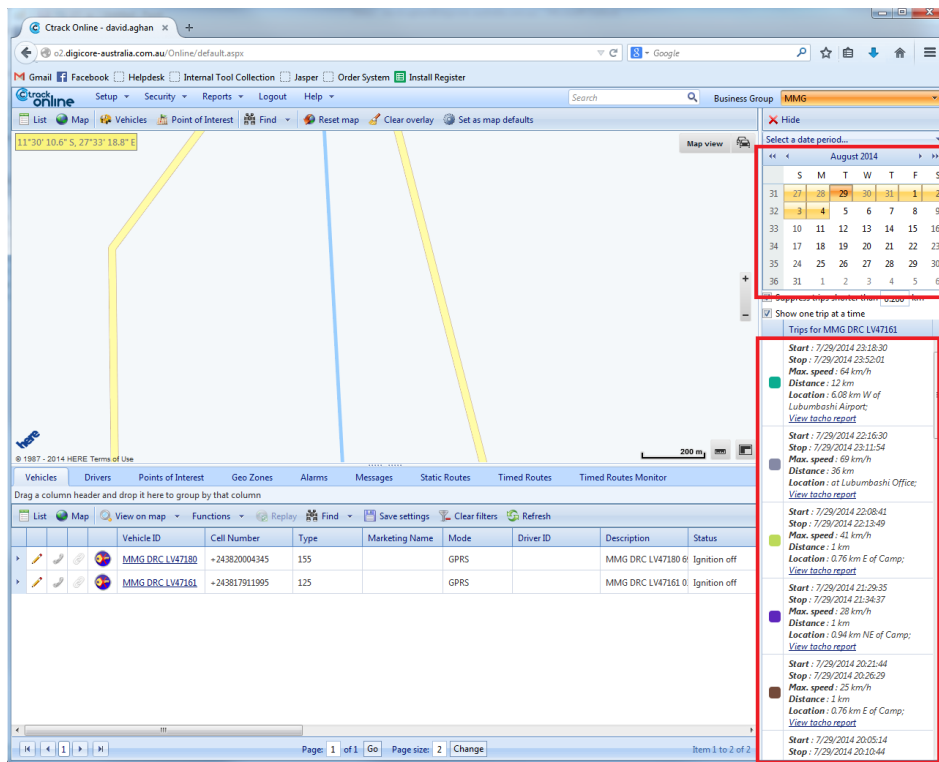 Ctrack Online - david.aghan
o2.digicore-australia.com.au/Online/default.aspx
Google
Gmail Facebook Helpdesk Internal Tool Collection Jasper Order System Install Register
Ctrack online
Setup Security Reports Logout Help Search Business Group MMG
List Map Vehicles Point of Interest Find Reset map Clear overlay Set as map defaults
Hide
11°30' 10.6" S, 27°33' 18.8" E
Map view
Select a date period...
August 2014
S M T W T F S
31 27 28 29 30 31 1 2
32 3 4 5 6 7 8 9
33 10 11 12 13 14 15 16
34 17 18 19 20 21 22 23
35 24 25 26 27 28 29 30
36 31 1 2 3 4 5 6
Suppress trips shorter than 0.200 km
Show one trip at a time
Trips for MMG DRC LV47161
Start : 7/29/2014 23:18:30
Stop : 7/29/2014 23:52:01
Max. speed : 64 km/h
Distance : 12 km
Location : 6.08 km W of
Lubumbashi Airport;
View tacho report
Start : 7/29/2014 22:16:30
Stop : 7/29/2014 23:11:54
Max. speed : 69 km/h
Distance : 36 km
Location : at Lubumbashi Office;
View tacho report
Start : 7/29/2014 22:08:41
Stop : 7/29/2014 22:13:49
Max. speed : 41 km/h
Distance : 1 km
Location : 0.76 km E of Camp;
View tacho report
Start : 7/29/2014 21:29:35
Stop : 7/29/2014 21:34:37
Max. speed : 28 km/h
Distance : 1 km
Location : 0.94 km NE of Camp;
View tacho report
Start : 7/29/2014 20:21:44
Stop : 7/29/2014 20:26:29
Max. speed : 25 km/h
Distance : 1 km
Location : 0.76 km E of Camp;
View tacho report
Start : 7/29/2014 20:05:14
Stop : 7/29/2014 20:10:44
here
200 m
© 1987 - 2014 HERE Terms of Use
Vehicles Drivers Points of Interest Geo Zones Alarms Messages Static Routes Timed Routes Timed Routes Monitor
Drag a column header and drop it here to group by that column
List Map View on map Functions Replay Find Save settings Clear filters Refresh
Vehicle ID Cell Number Type Marketing Name Mode Driver ID Description Status
MMG DRC LV47180 +243820004345 155 GPRS MMG DRC LV47180 6 Ignition off
MMG DRC LV47161 +243817911995 125 GPRS MMG DRC LV47161 0 Ignition off
1 Page: 1 of 1 Go Page size: 2 Change Item 1 to 2 of 2